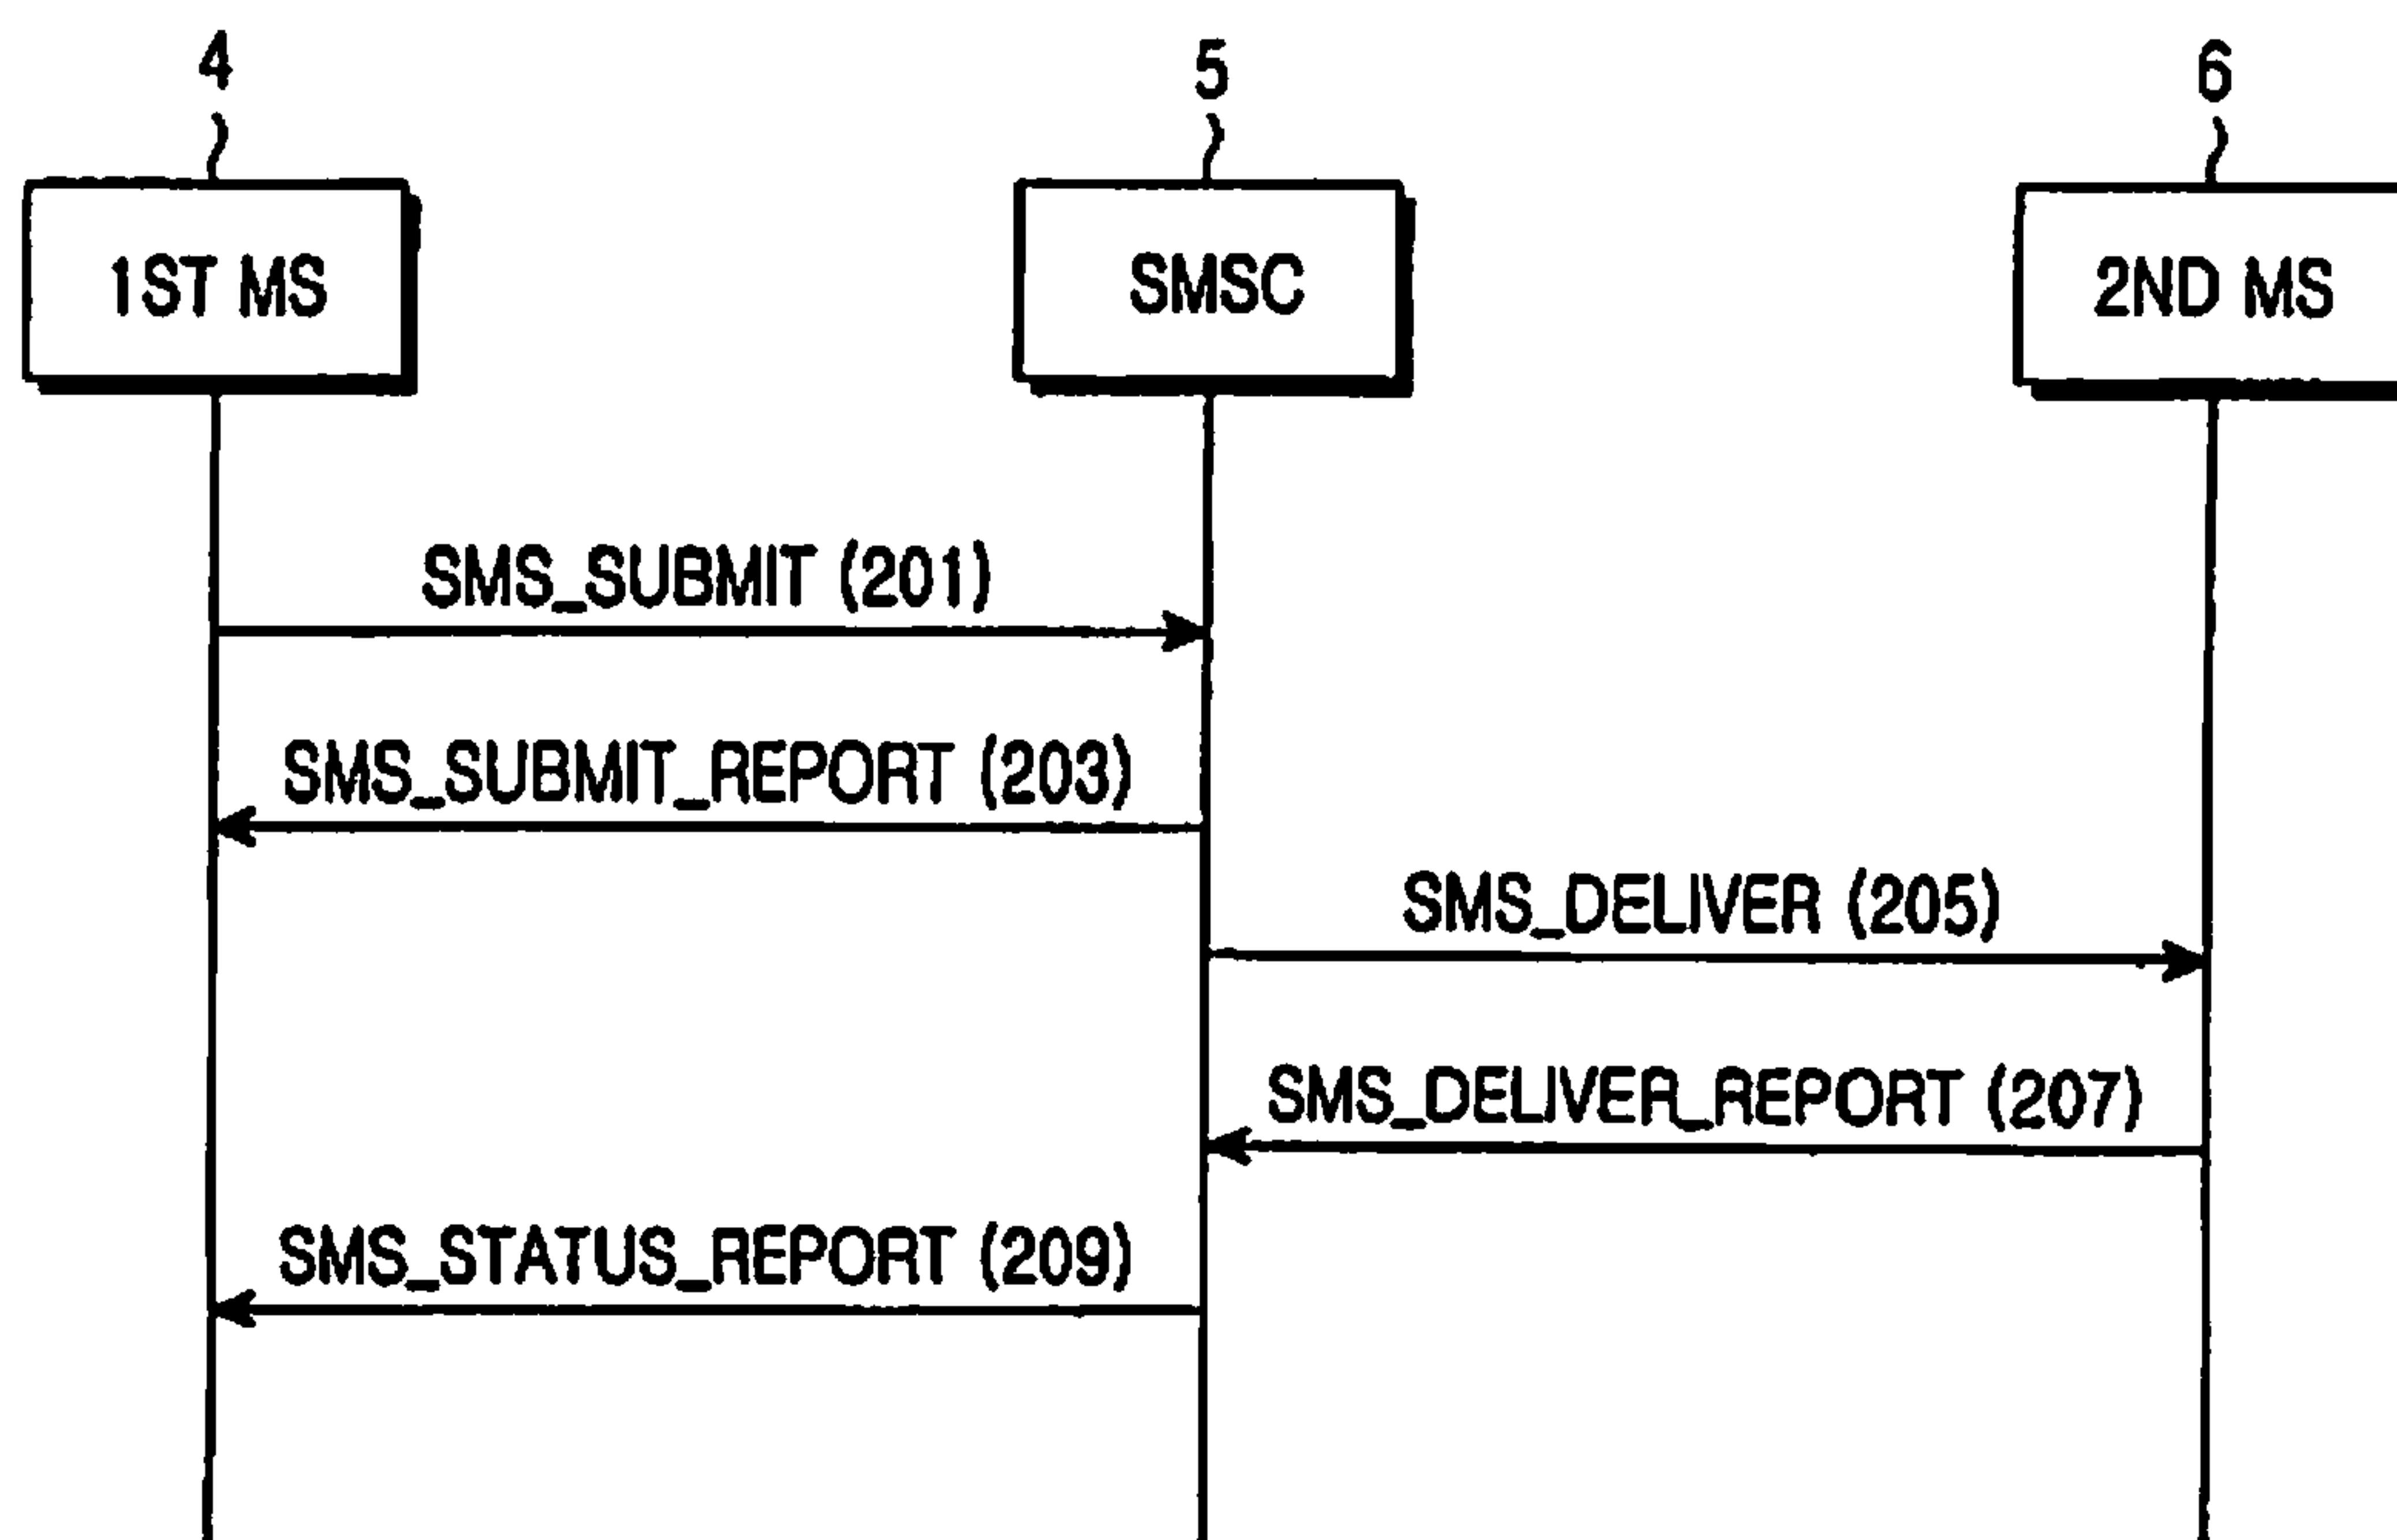 4
5
6
1ST MS
SMSC
2ND MS
SMS_SUBMIT (201)
SMS_SUBMIT_REPORT (203)
SMS_DELIVER (205)
SMS_DELIVER_REPORT (207)
SMS_STATUS_REPORT (209)